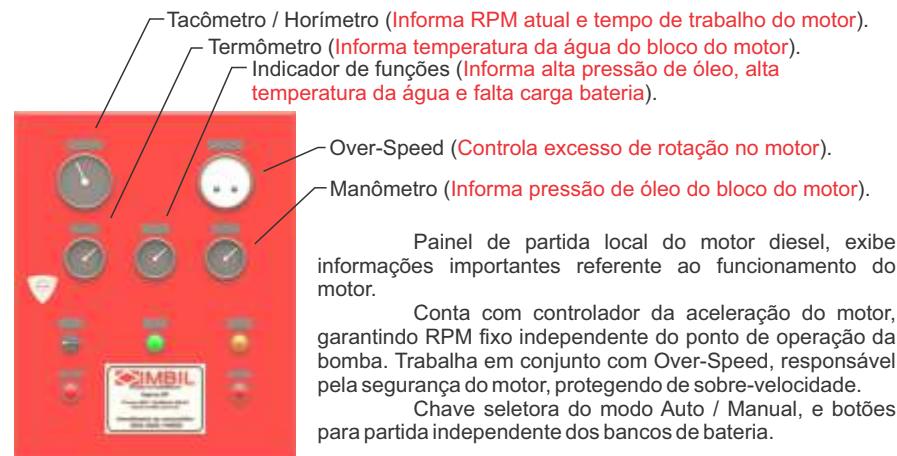 Tacômetro / Horímetro (Informa RPM atual e tempo de trabalho do motor).
Termômetro (Informa temperatura da água do bloco do motor).
Indicador de funções (Informa alta pressão de óleo, alta
temperatura da água e falta carga bateria).
Over-Speed (Controla excesso de rotação no motor).
Manômetro (Informa pressão de óleo do bloco do motor).
Painel de partida local do motor diesel, exibe
informações importantes referente ao funcionamento do
motor.
Conta com controlador da aceleração do motor,
garantindo RPM fixo independente do ponto de operação da
bomba. Trabalha em conjunto com Over-Speed, responsável
pela segurança do motor, protegendo de sobre-velocidade.
Chave seletora do modo Auto / Manual, e botões
para partida independente dos bancos de bateria.
IMBIL